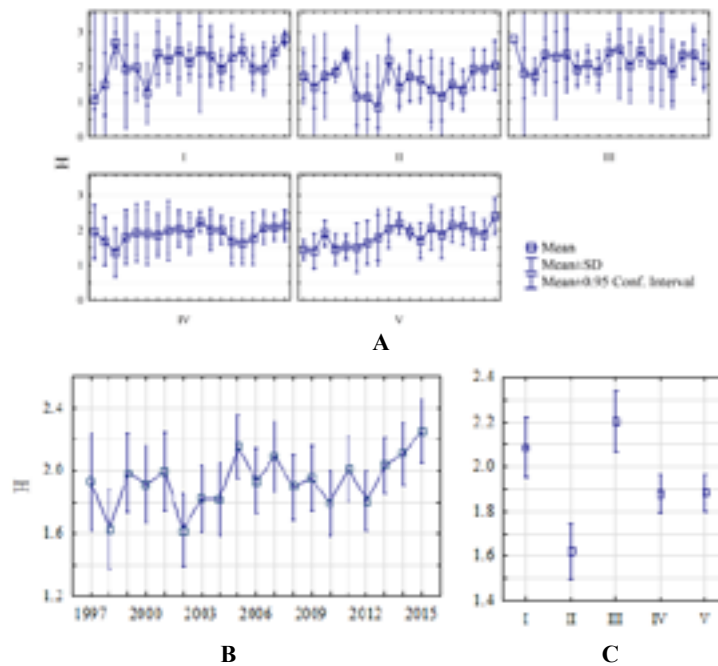 3
2
1
0
I
II
III
H
3
2
1
0
IV
V
Mean
Mean±SD
Mean±0.95 Conf. Interval
A
2.4
2.0
1.6
1.2
H
1997 2000 2003 2006 2009 2012 2015
B
2.4
2.2
2.0
1.8
1.6
1.4
I II III IV V
C